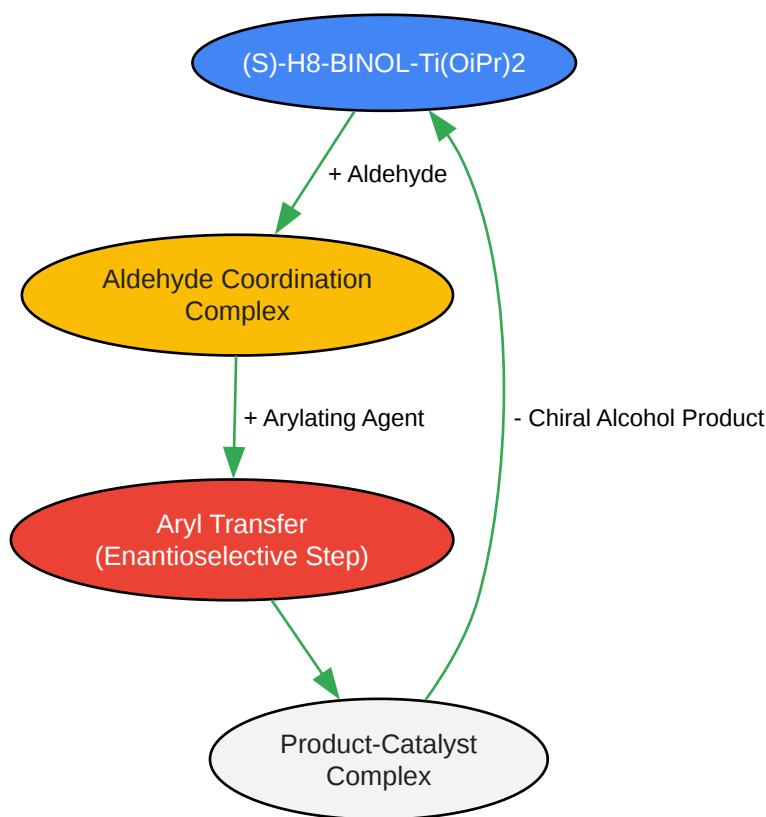 (S)-H8-BINOL-Ti(OiPr)2
+ Aldehyde
Aldehyde Coordination
Complex
+ Arylating Agent
- Chiral Alcohol Product
Aryl Transfer
(Enantioselective Step)
Product-Catalyst
Complex